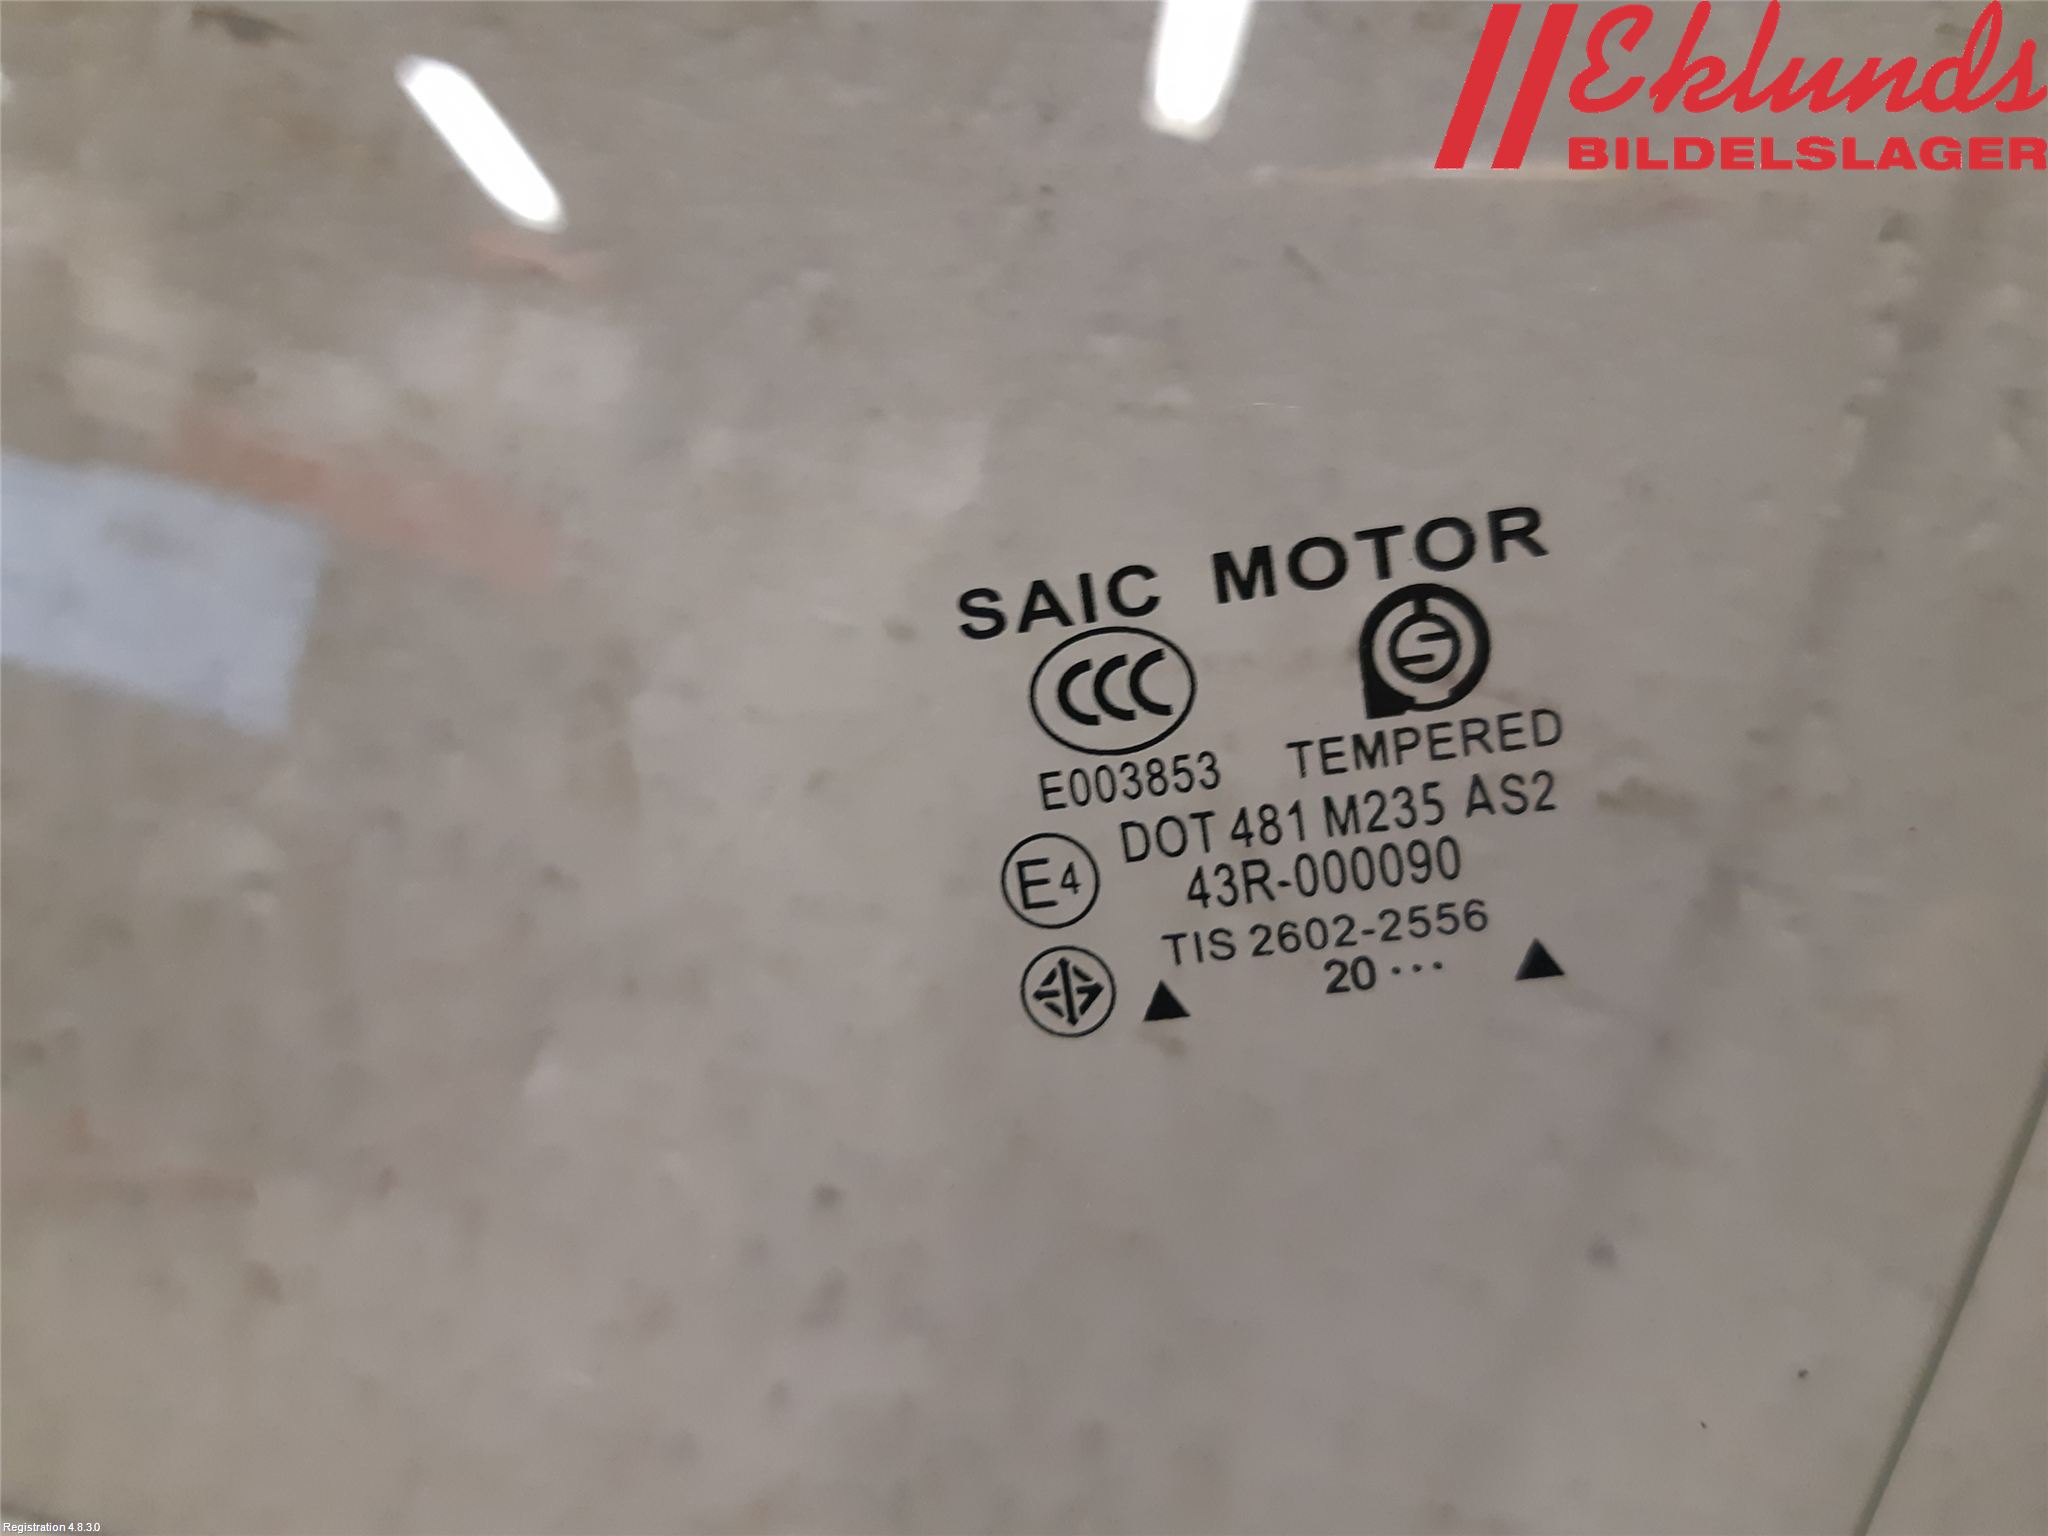 Eklunds
BILDELSLAGER
SAIC MOTOR
CCC
S
E003853 TEMPERED
DOT 481 M235 AS2
E4 43R-000090
TIS 2602-2556
▲ 20 ··· ▲
Registration 4.8.3.0